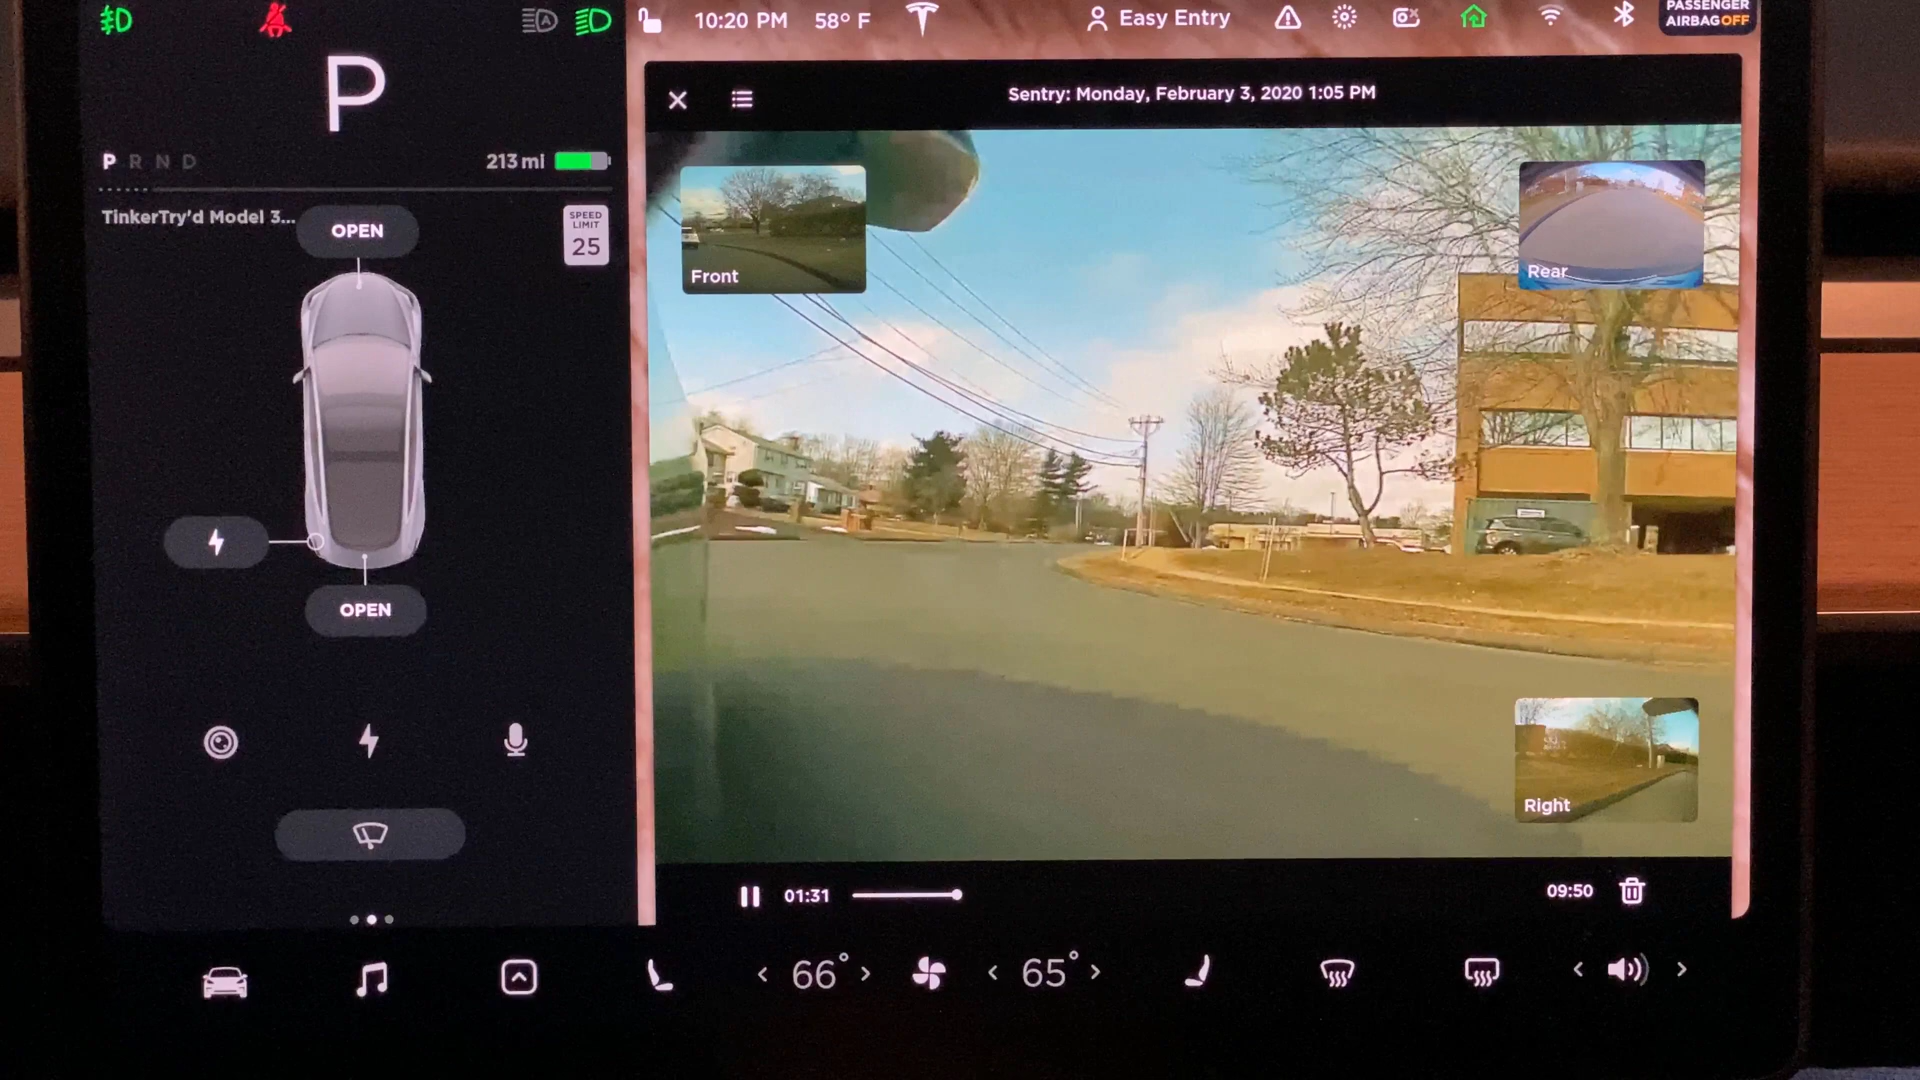 10:20 PM 58° F Easy Entry
PASSENGER
AIRBAG OFF
P
P R N D 213 mi
TinkerTry'd Model 3...
OPEN
SPEED
LIMIT
25
OPEN
Sentry: Monday, February 3, 2020 1:05 PM
Front
Rear
Right
01:31 09:50
66° 65°